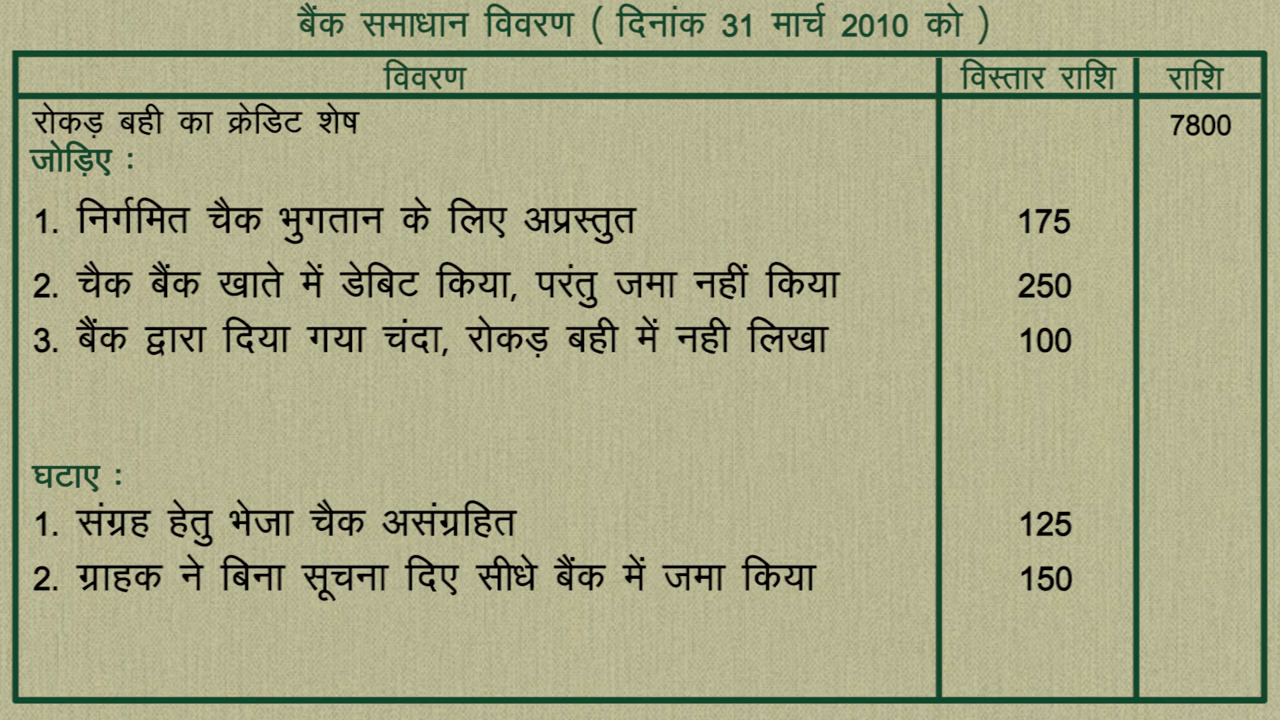 बैंक समाधान विवरण ( दिनांक 31 मार्च 2010 को )
विवरण विस्तार राशि राशि
रोकड़ बही का क्रेडिट शेष 7800
जोड़िए :
1. निर्गमित चैक भुगतान के लिए अप्रस्तुत 175
2. चैक बैंक खाते में डेबिट किया, परंतु जमा नहीं किया 250
3. बैंक द्वारा दिया गया चंदा, रोकड़ बही में नही लिखा 100
घटाए :
1. संग्रह हेतु भेजा चैक असंग्रहित 125
2. ग्राहक ने बिना सूचना दिए सीधे बैंक में जमा किया 150